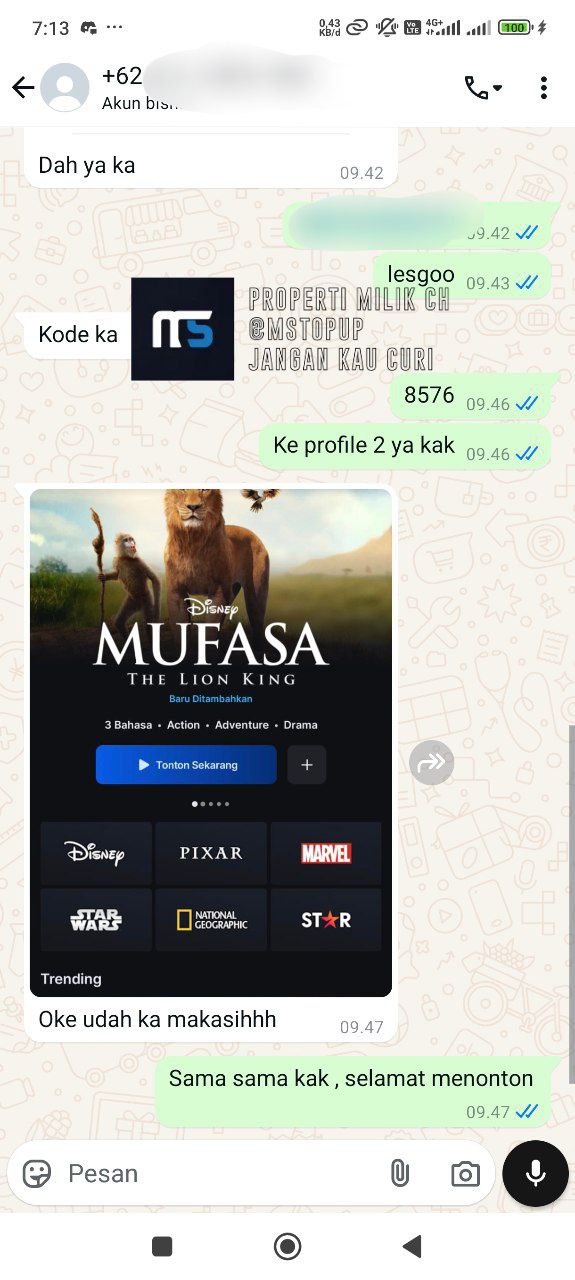 7:13
0,43
KB/d
Vo
LTE
4G+
100
+62
Akun bisn
Dah ya ka
09.42
09.42
lesgoo
09.43
Kode ka
MS
PROPERTI MILIK CH
@MSTOPUP
JANGAN KAU CURI
8576
09.46
Ke profile 2 ya kak
09.46
Disney
MUFASA
THE LION KING
Baru Ditambahkan
3 Bahasa • Action • Adventure • Drama
Tonton Sekarang
+
Disney
PIXAR
MARVEL
STAR
WARS
NATIONAL
GEOGRAPHIC
STAR
Trending
Oke udah ka makasihhh
09.47
Sama sama kak , selamat menonton
09.47
Pesan